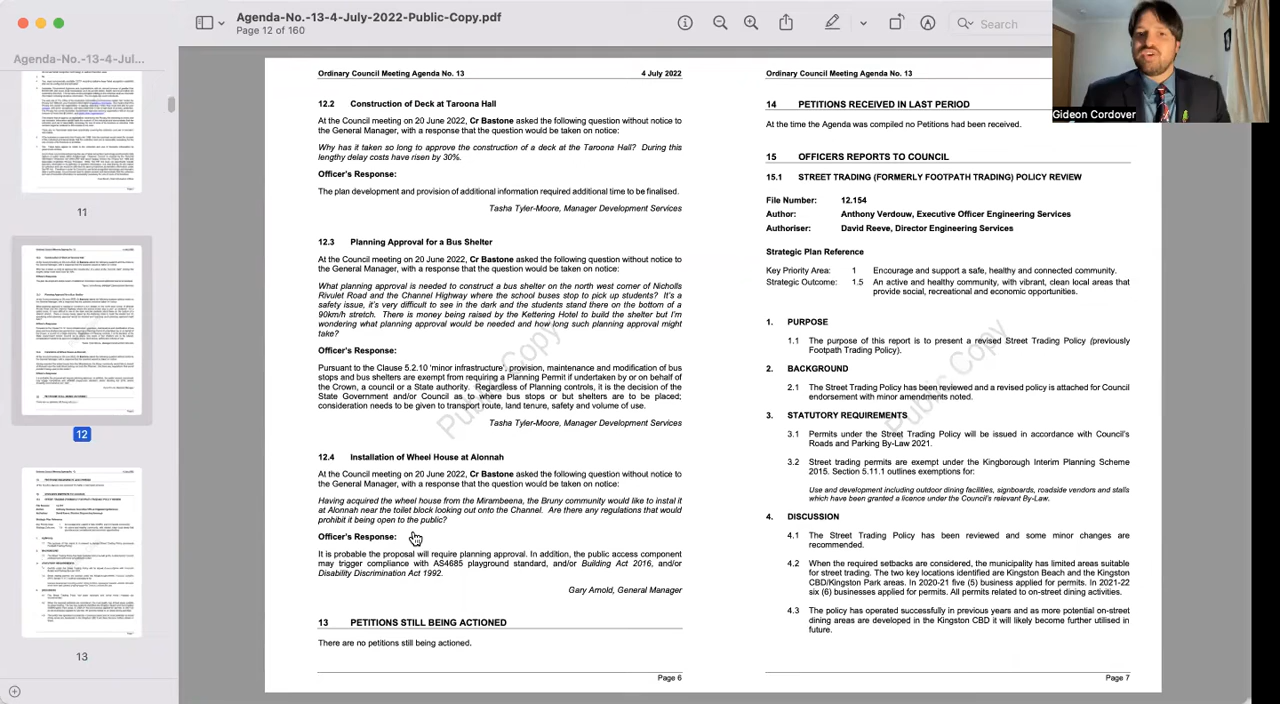 Agenda-No.-13-4-July-2022-Public-Copy.pdf
Page 12 of 160
Search
Gideon Cordover
Agenda-No.-13-4-Jul...
11
12
13
Ordinary Council Meeting Agenda No. 13 4 July 2022
12.2 Construction of Deck at Taroona Hall
At the Council meeting on 20 June 2022, Cr Bastone asked the following question without notice to
the General Manager, with a response that the question would be taken on notice:
Why has it taken so long to approve the construction of a deck at the Taroona Hall? During this
lengthy delay costs have risen by 30%.
Officer's Response:
The plan development and provision of additional information required additional time to be finalised.
Tasha Tyler-Moore, Manager Development Services
12.3 Planning Approval for a Bus Shelter
At the Council meeting on 20 June 2022, Cr Bastone asked the following question without notice to
the General Manager, with a response that the question would be taken on notice:
What planning approval is needed to construct a bus shelter on the north west corner of Nicholls
Rivulet Road and the Channel Highway where the school buses stop to pick up students? It's a
safety issue, it's very difficult to see in the dark and the students stand there on the bottom of a
90km/h stretch. There is money being raised by the Kettering Hotel to build the shelter but I'm
wondering what planning approval would be needed and how long such planning approval might
take?
Officer's Response:
Pursuant to the Clause 5.2.10 'minor infrastructure', provision, maintenance and modification of bus
stops and bus shelters are exempt from requiring a Planning Permit if undertaken by or on behalf of
the Crown, a council or a State authority. Regardless of Planning controls, it is the decision of the
State Government and/or Council as to where bus stops or but shelters are to be placed;
consideration needs to be given to transport route, land tenure, safety and volume of use.
Tasha Tyler-Moore, Manager Development Services
12.4 Installation of Wheel House at Alonnah
At the Council meeting on 20 June 2022, Cr Bastone asked the following question without notice to
the General Manager, with a response that the question would be taken on notice:
Having acquired the wheel house from the Mirambeena, the Bruny community would like to instal it
at Alonnah near the toilet block looking out onto the Channel. Are there any regulations that would
prohibit it being open to the public?
Officer's Response:
It is probable the proposal will require planning approval. In addition, the public access component
may trigger compliance with AS4685 playground standard, and/or Building Act 2016, and/or
Disability Discrimination Act 1992.
Gary Arnold, General Manager
13 PETITIONS STILL BEING ACTIONED
There are no petitions still being actioned.
Page 6
Ordinary Council Meeting Agenda No. 13
14 PETITIONS RECEIVED IN LAST PERIOD
At the time the Agenda was compiled no Petitions had been received.
15 OFFICERS REPORTS TO COUNCIL
15.1 STREET TRADING (FORMERLY FOOTPATH TRADING) POLICY REVIEW
File Number: 12.154
Author: Anthony Verdouw, Executive Officer Engineering Services
Authoriser: David Reeve, Director Engineering Services
Strategic Plan Reference
Key Priority Area: 1 Encourage and support a safe, healthy and connected community.
Strategic Outcome: 1.5 An active and healthy community, with vibrant, clean local areas that
provide social, recreational and economic opportunities.
1. PURPOSE
1.1 The purpose of this report is to present a revised Street Trading Policy (previously
Footpath Trading Policy).
2. BACKGROUND
2.1 The Street Trading Policy has been reviewed and a revised policy is attached for Council
endorsement with minor amendments noted.
3. STATUTORY REQUIREMENTS
3.1 Permits under the Street Trading Policy will be issued in accordance with Council's
Roads and Parking By-Law 2021.
3.2 Street trading permits are exempt under the Kingborough Interim Planning Scheme
2015. Section 5.11.1 outlines exemptions for:
Use and development including outdoor dining facilities, signboards, roadside vendors and stalls
which have been granted a licence under the Council's relevant By-Law.
4. DISCUSSION
4.1 The Street Trading Policy has been reviewed and some minor changes are
recommended.
4.2 When the required setbacks are considered, the municipality has limited areas suitable
for street trading. The two key locations identified are Kingston Beach and the Kingston
CBD/Kingston Park areas. In 2020-21 five (5) business applied for permits. In 2021-22
six (6) businesses applied for permits. All permits related to on-street dining activities.
4.3 The policy has operated successfully in previous years and as more potential on-street
dining areas are developed in the Kingston CBD it will likely become further utilised in
future.
Page 7